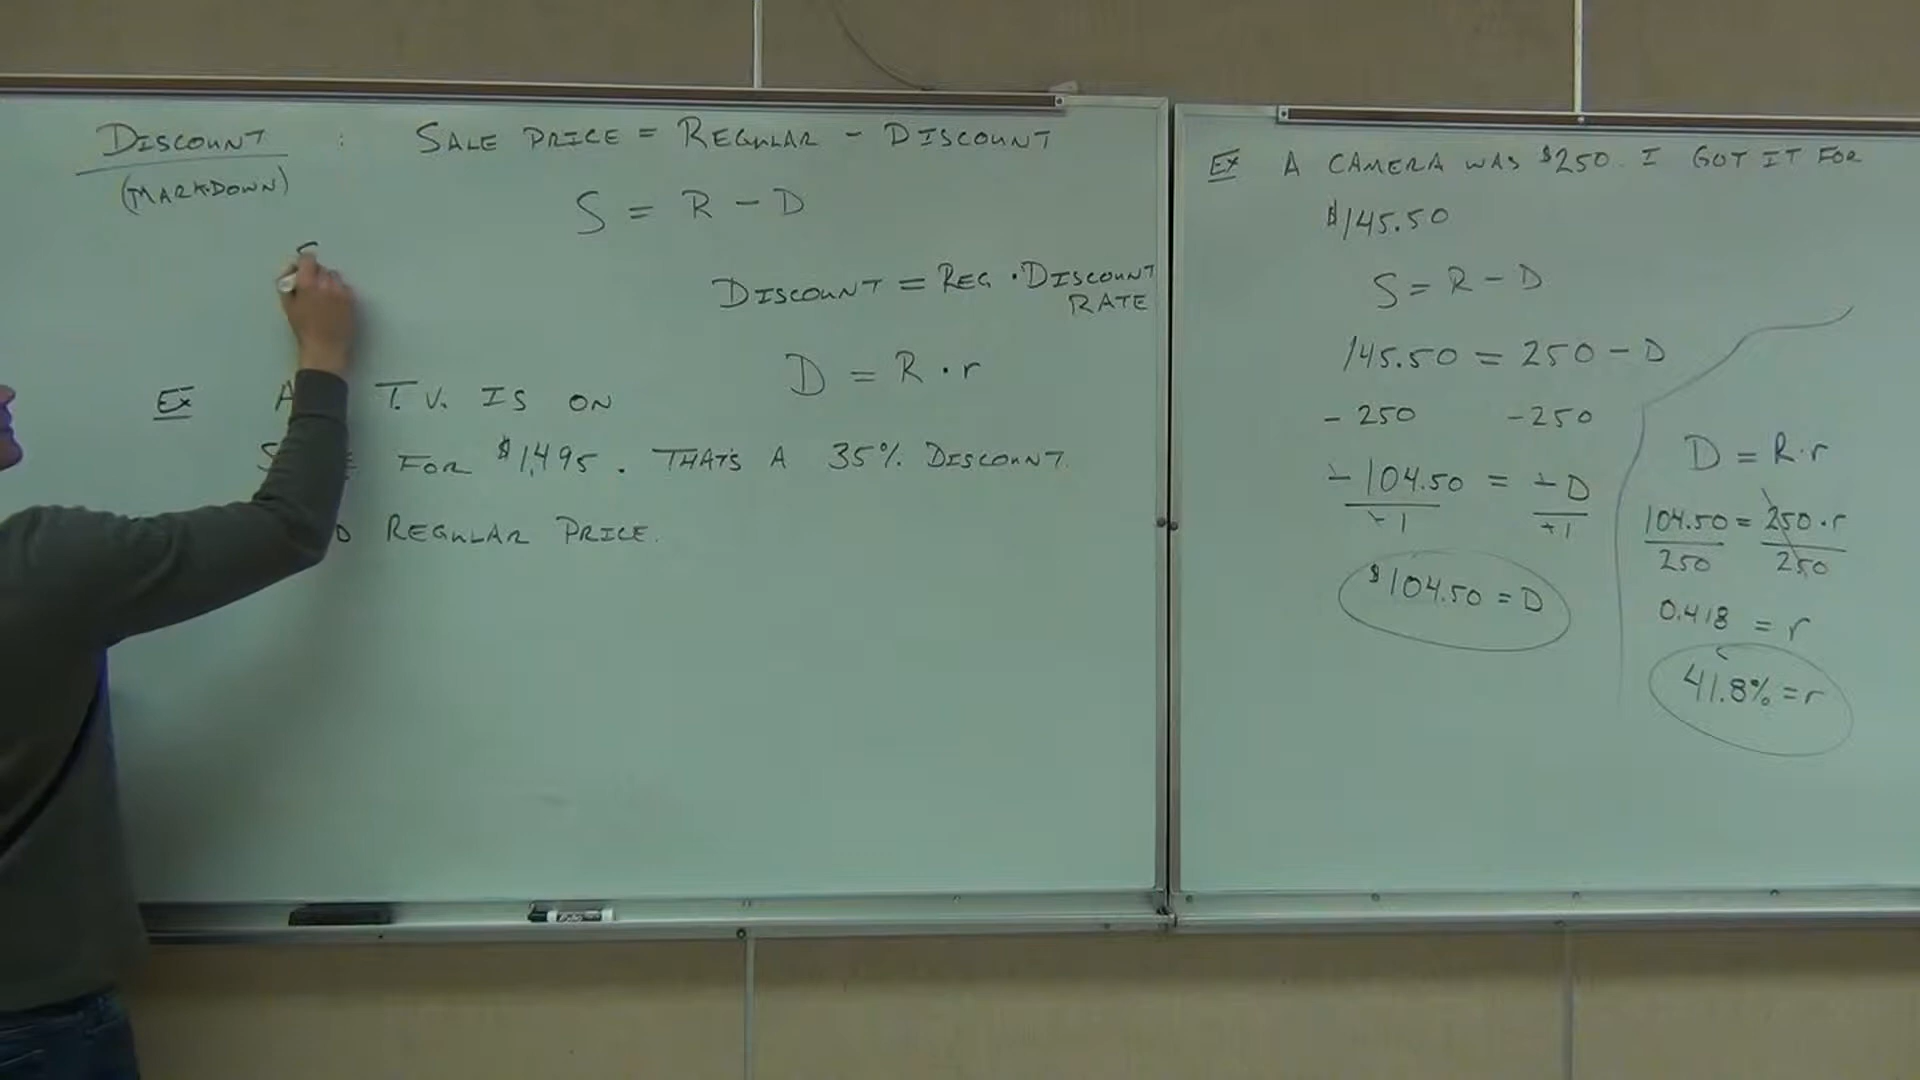 DISCOUNT : SALE PRICE = REGULAR - DISCOUNT
(MARKDOWN)
S = R - D
DISCOUNT = REG · DISCOUNT
RATE
D = R · r
EX A T.V. IS ON
FOR $1,495. THATS A 35% DISCOUNT.
REGULAR PRICE.
EX A CAMERA WAS $250. I GOT IT FOR
$145.50
S = R - D
145.50 = 250 - D
- 250 - 250
- 104.50 = - D
-1 -1
$104.50 = D
D = R · r
104.50 = 250 · r
250 250
0.418 = r
41.8% = r